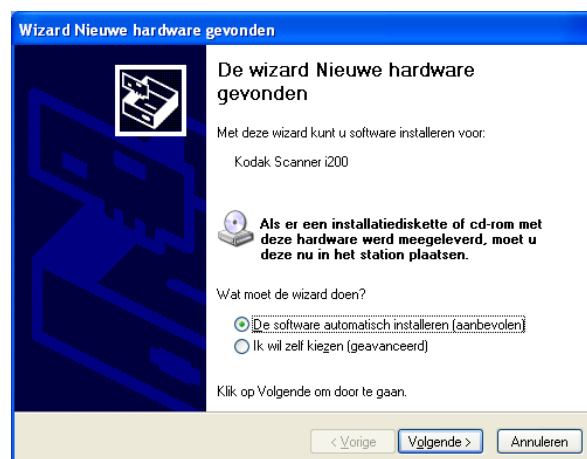 Wizard Nieuwe hardware gevonden
De wizard Nieuwe hardware
gevonden
Met deze wizard kunt u software installeren voor:
Kodak Scanner i200
Als er een installatiediskette of cd-rom met
deze hardware werd meegeleverd, moet u
deze nu in het station plaatsen.
Wat moet de wizard doen?
De software automatisch installeren (aanbevolen)
Ik wil zelf kiezen (geavanceerd)
Klik op Volgende om door te gaan.
< Vorige Volgende > Annuleren